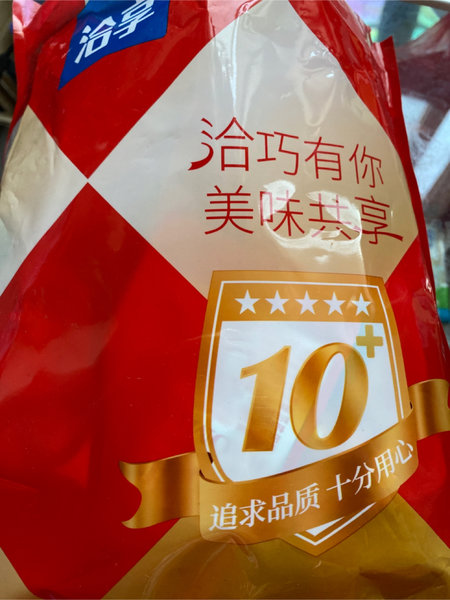 洽享
洽巧有你
美味共享
10+
追求品质 十分用心